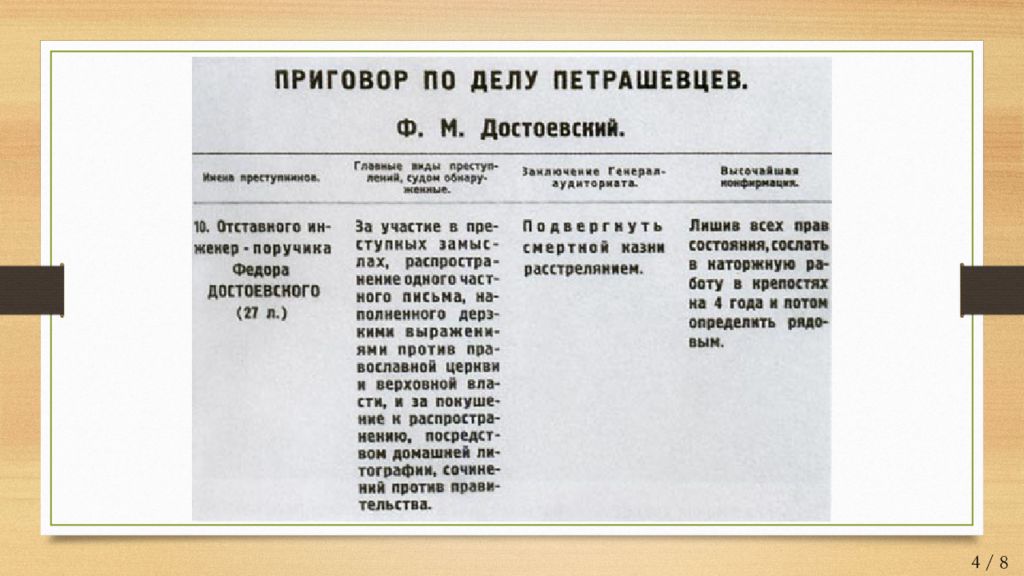 ПРИГОВОР ПО ДЕЛУ ПЕТРАШЕВЦЕВ.
Ф. М. Достоевский.
Имена преступников.
Главные виды преступ-
лений, судом обнару-
женные.
Заключение Генерал-
аудиториата.
Высочайшая
конфирмация.
10. Отставного ин-
женер-поручика
Федора
ДОСТОЕВСКОГО
(27 л.)
За участие в пре-
ступных замыс-
лах, распростра-
нение одного част-
ного письма, на-
полненного дерз-
кими выражени-
ями против пра-
вославной церкви
и верховной вла-
сти, и за покуше-
ние к распростра-
нению, посредст-
вом домашней ли-
тографии, сочине-
ний против прави-
тельства.
Подвергнуть
смертной казни
расстрелянием.
Лишив всех прав
состояния, сослать
в каторжную ра-
боту в крепостях
на 4 года и потом
определить рядо-
вым.
4 / 8